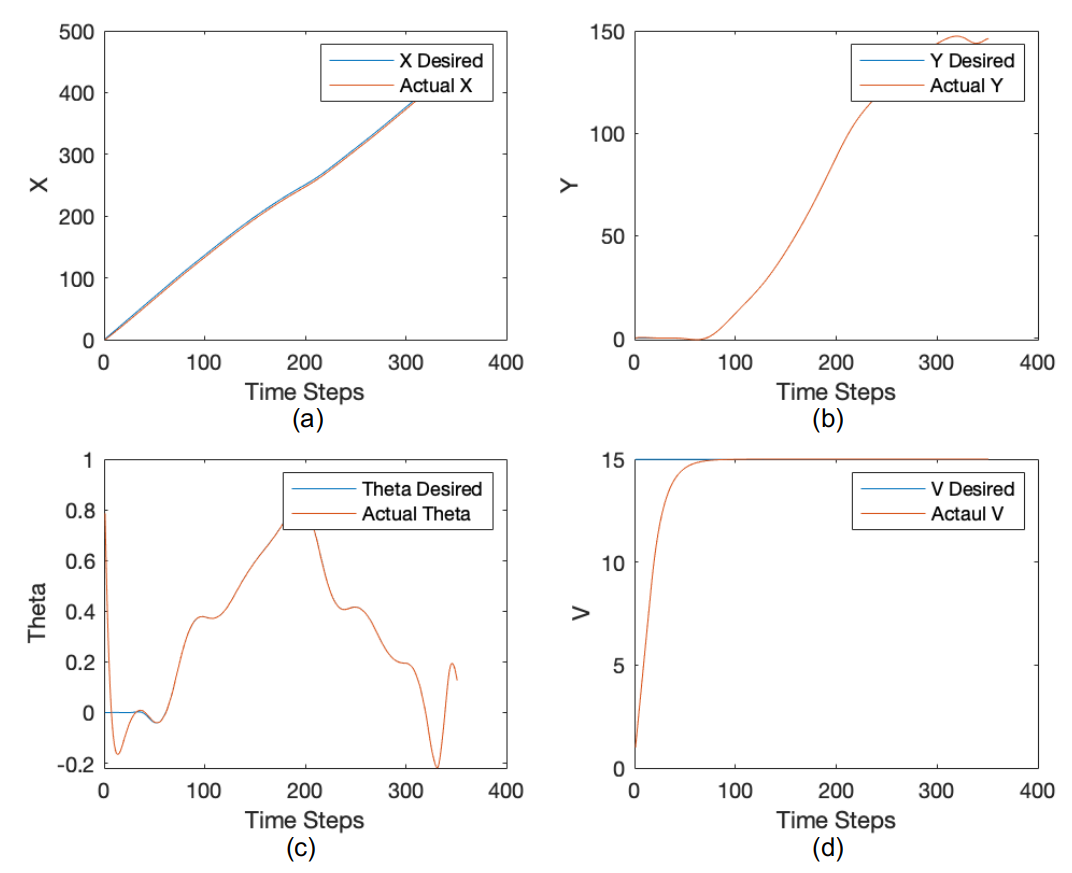 500
400
300
200
100
0
X
X Desired
Actual X
0 100 200 300 400
Time Steps
(a)
150
100
50
0
Y
Y Desired
Actual Y
0 100 200 300 400
Time Steps
(b)
1
0.8
0.6
0.4
0.2
0
-0.2
Theta
Theta Desired
Actual Theta
0 100 200 300 400
Time Steps
(c)
15
10
5
0
V
V Desired
Actaul V
0 100 200 300 400
Time Steps
(d)